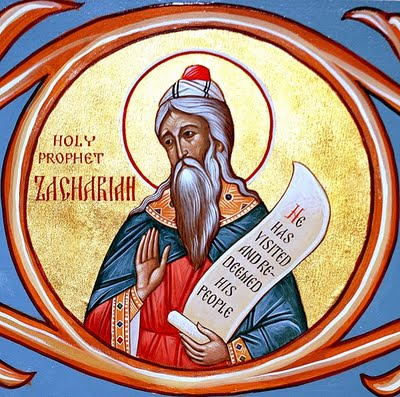 HOLY
PROPHET
ZACHARIAH
HE
HAS
VISITED
AND RE-
DEEMED
HIS
PEOPLE